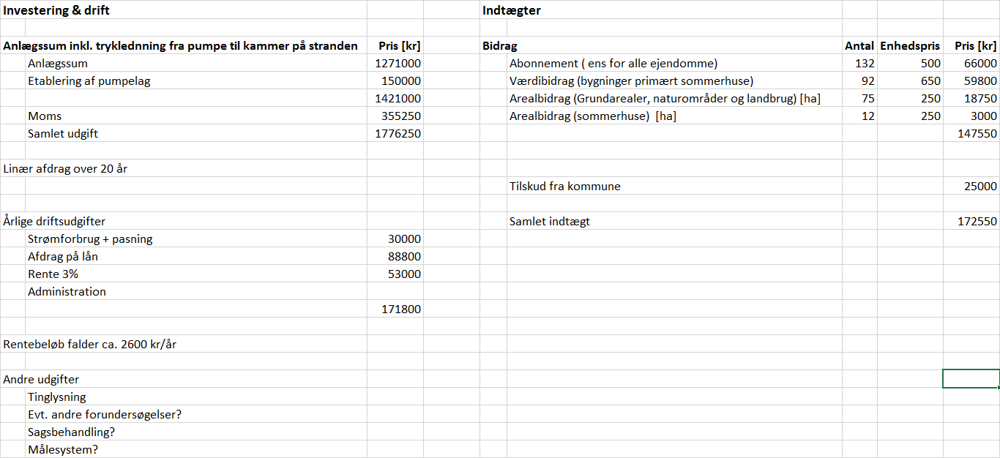 Investering & drift Indtægter
Anlægssum inkl. tryklednning fra pumpe til kammer på stranden Pris [kr] Bidrag Antal Enhedspris Pris [kr]
Anlægssum 1271000 Abonnement ( ens for alle ejendomme) 132 500 66000
Etablering af pumpelag 150000 Værdibidrag (bygninger primært sommerhuse) 92 650 59800
1421000 Arealbidrag (Grundarealer, naturområder og landbrug) [ha] 75 250 18750
Moms 355250 Arealbidrag (sommerhuse) [ha] 12 250 3000
Samlet udgift 1776250 147550
Linær afdrag over 20 år
Tilskud fra kommune 25000
Årlige driftsudgifter Samlet indtægt 172550
Strømforbrug + pasning 30000
Afdrag på lån 88800
Rente 3% 53000
Administration
171800
Rentebeløb falder ca. 2600 kr/år
Andre udgifter
Tinglysning
Evt. andre forundersøgelser?
Sagsbehandling?
Målesystem?